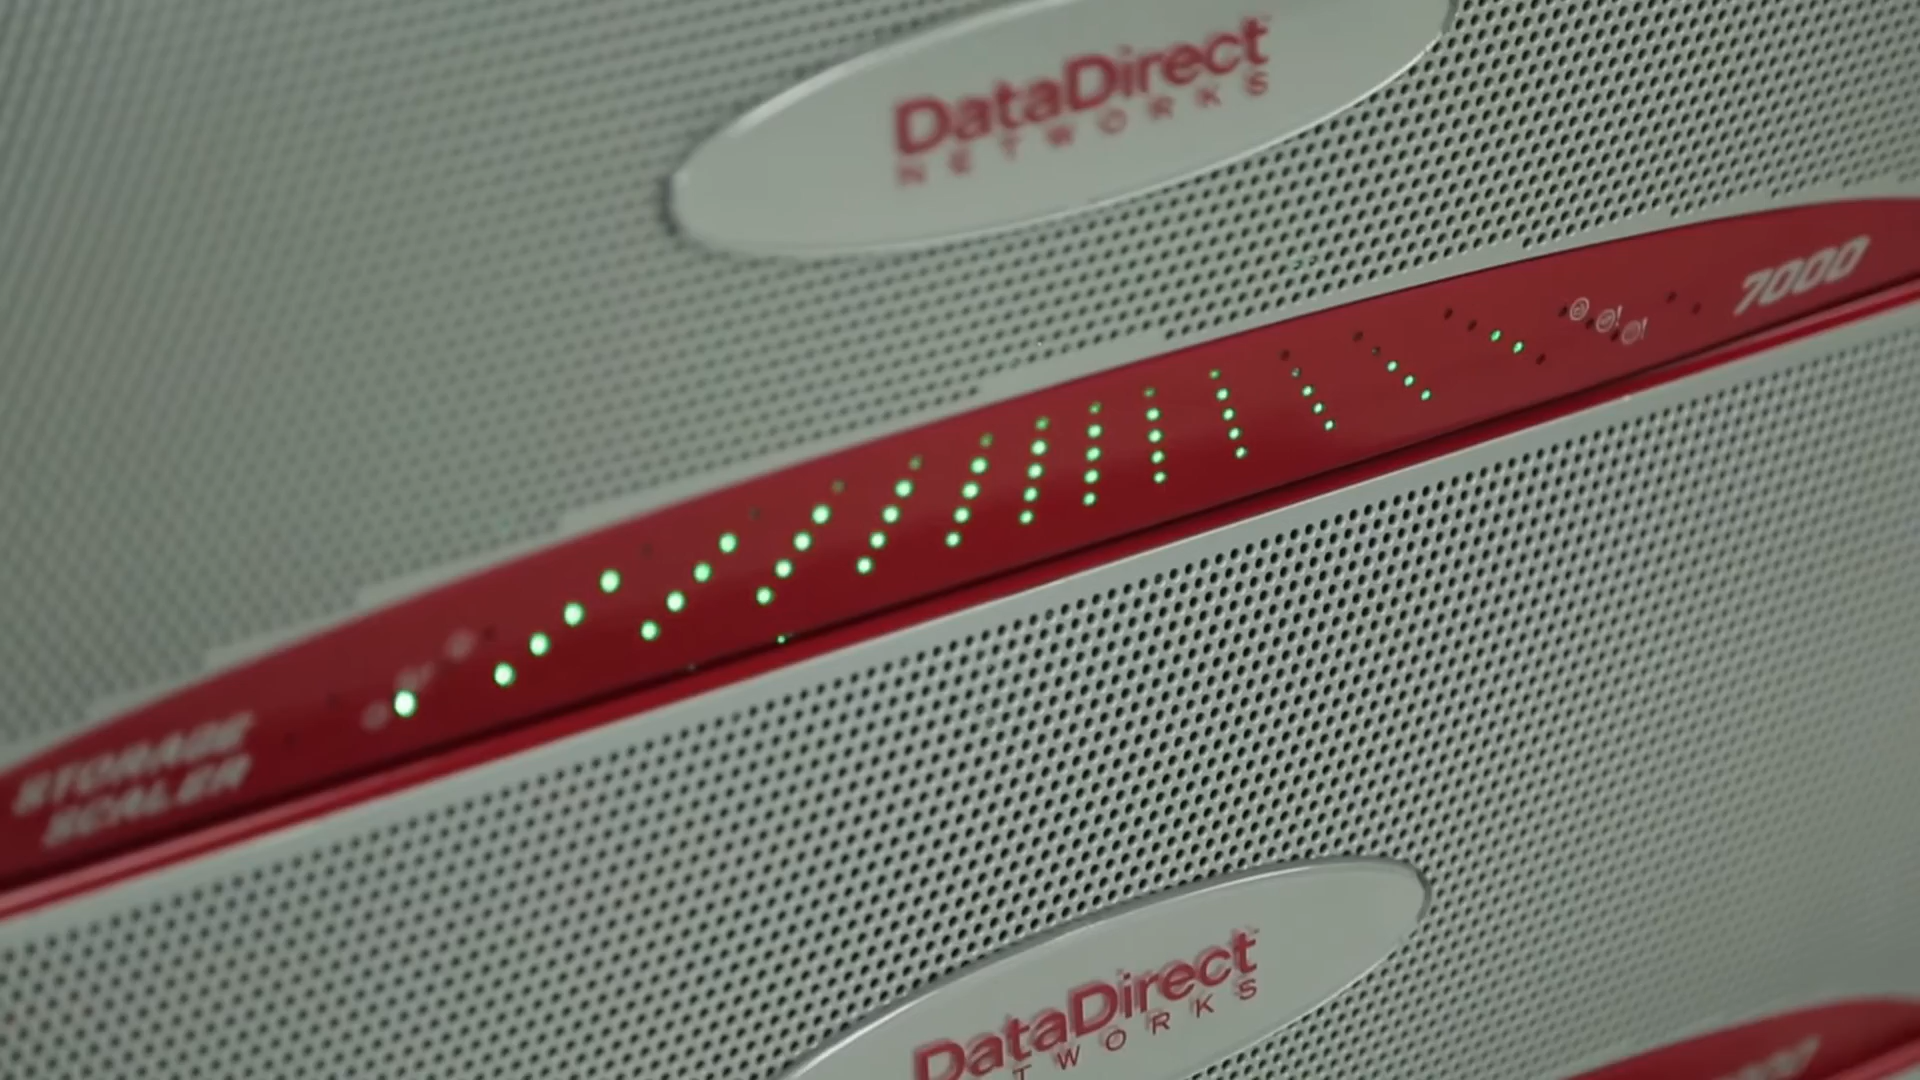 DataDirect
NETWORKS
7000
STORAGE
SCALER
DataDirect
TWORKS